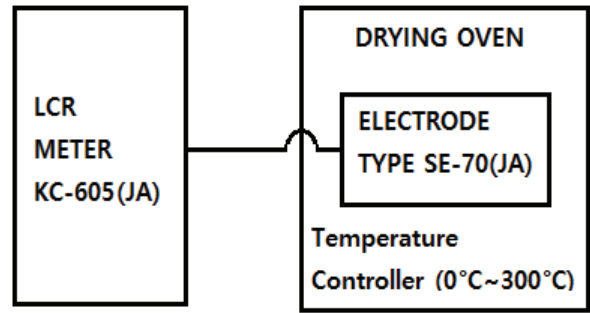 LCR
METER
KC-605(JA)
DRYING OVEN
ELECTRODE
TYPE SE-70(JA)
Temperature
Controller (0°C~300°C)